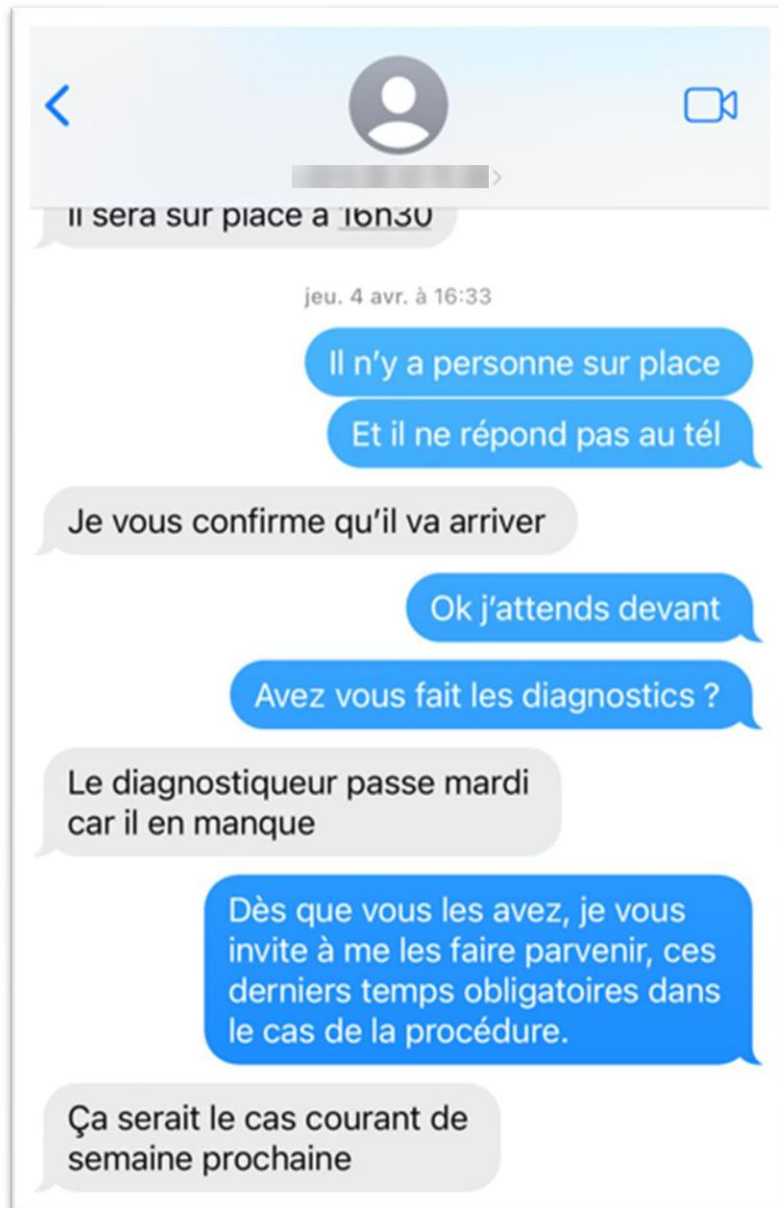 Il sera sur place à 16h30
jeu. 4 avr. à 16:33
Il n'y a personne sur place
Et il ne répond pas au tél
Je vous confirme qu'il va arriver
Ok j'attends devant
Avez vous fait les diagnostics ?
Le diagnostiqueur passe mardi
car il en manque
Dès que vous les avez, je vous
invite à me les faire parvenir, ces
derniers temps obligatoires dans
le cas de la procédure.
Ça serait le cas courant de
semaine prochaine